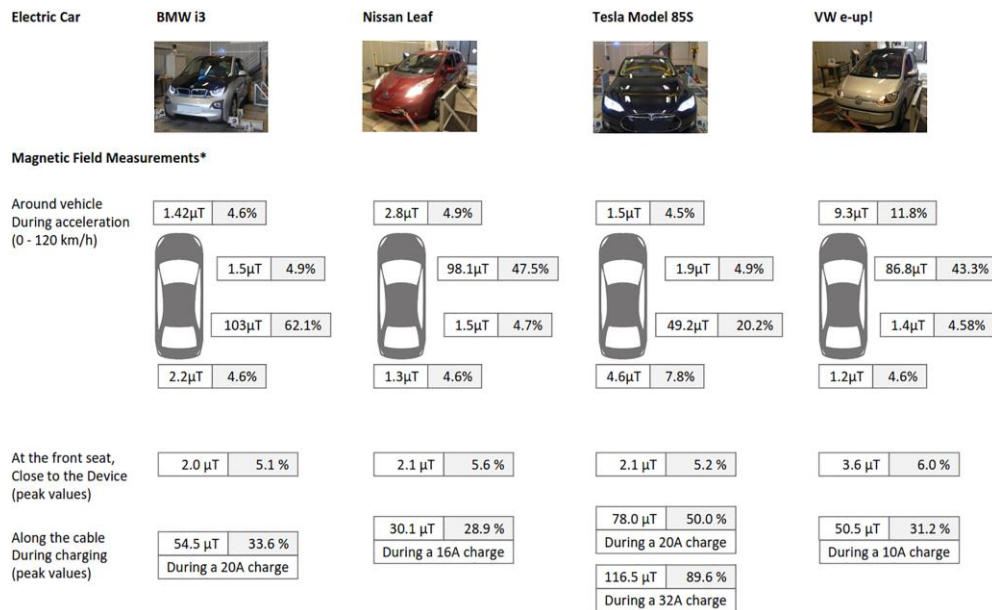 Electric Car BMW i3 Nissan Leaf Tesla Model 85S VW e-up!
Magnetic Field Measurements*
Around vehicle
During acceleration
(0 - 120 km/h)
1.42µT 4.6% 2.8µT 4.9% 1.5µT 4.5% 9.3µT 11.8%
1.5µT 4.9% 98.1µT 47.5% 1.9µT 4.9% 86.8µT 43.3%
103µT 62.1% 1.5µT 4.7% 49.2µT 20.2% 1.4µT 4.58%
2.2µT 4.6% 1.3µT 4.6% 4.6µT 7.8% 1.2µT 4.6%
At the front seat,
Close to the Device
(peak values)
2.0 µT 5.1 % 2.1 µT 5.6 % 2.1 µT 5.2 % 3.6 µT 6.0 %
Along the cable
During charging
(peak values)
54.5 µT 33.6 %
During a 20A charge
30.1 µT 28.9 %
During a 16A charge
78.0 µT 50.0 %
During a 20A charge
116.5 µT 89.6 %
During a 32A charge
50.5 µT 31.2 %
During a 10A charge